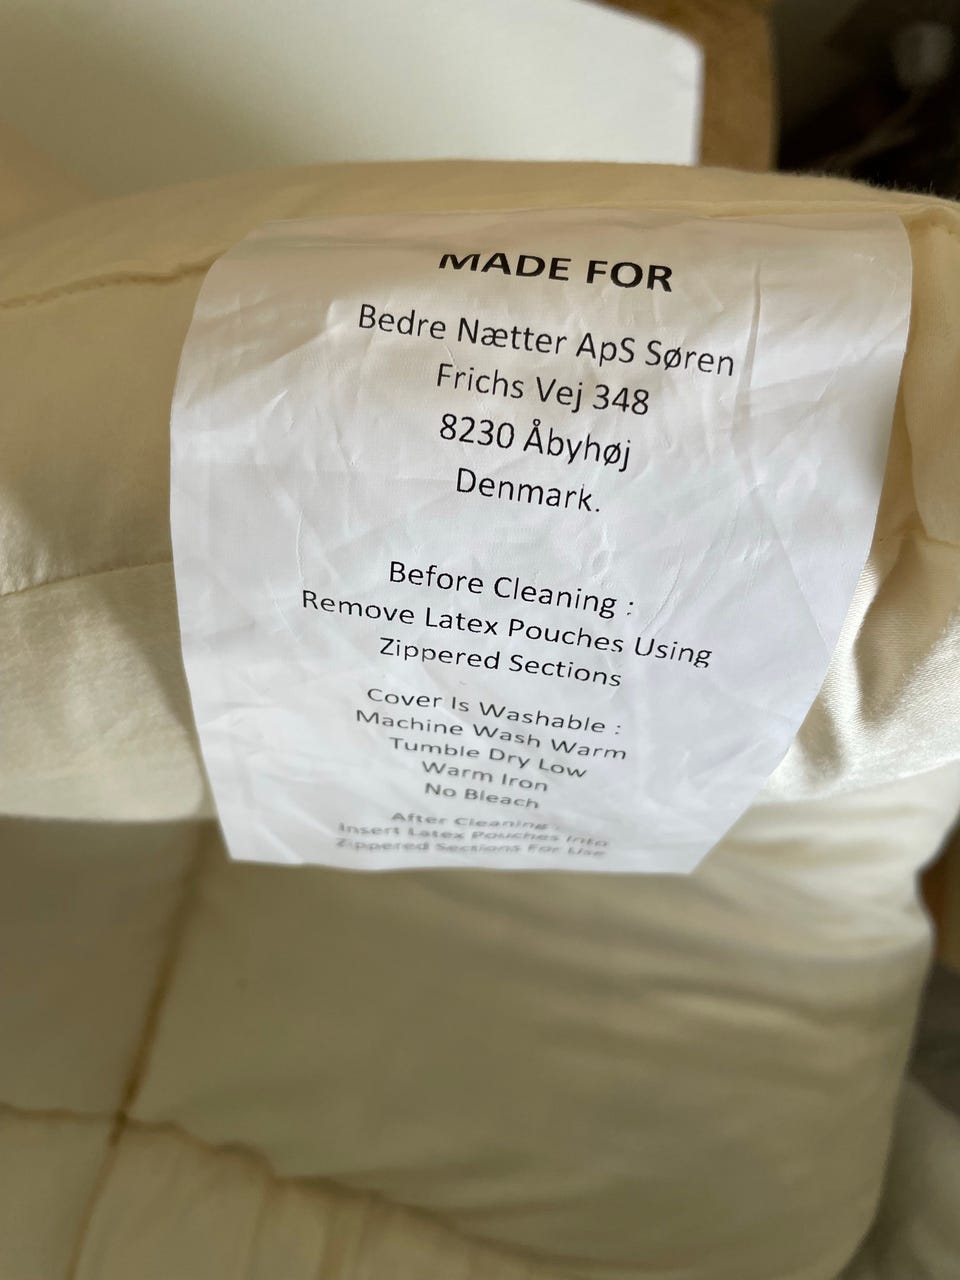 MADE FOR
Bedre Nætter ApS Søren
Frichs Vej 348
8230 Åbyhøj
Denmark.
Before Cleaning :
Remove Latex Pouches Using
Zippered Sections
Cover Is Washable :
Machine Wash Warm
Tumble Dry Low
Warm Iron
No Bleach
After Cleaning :
Insert Latex Pouches Into
Zippered Sections For Use